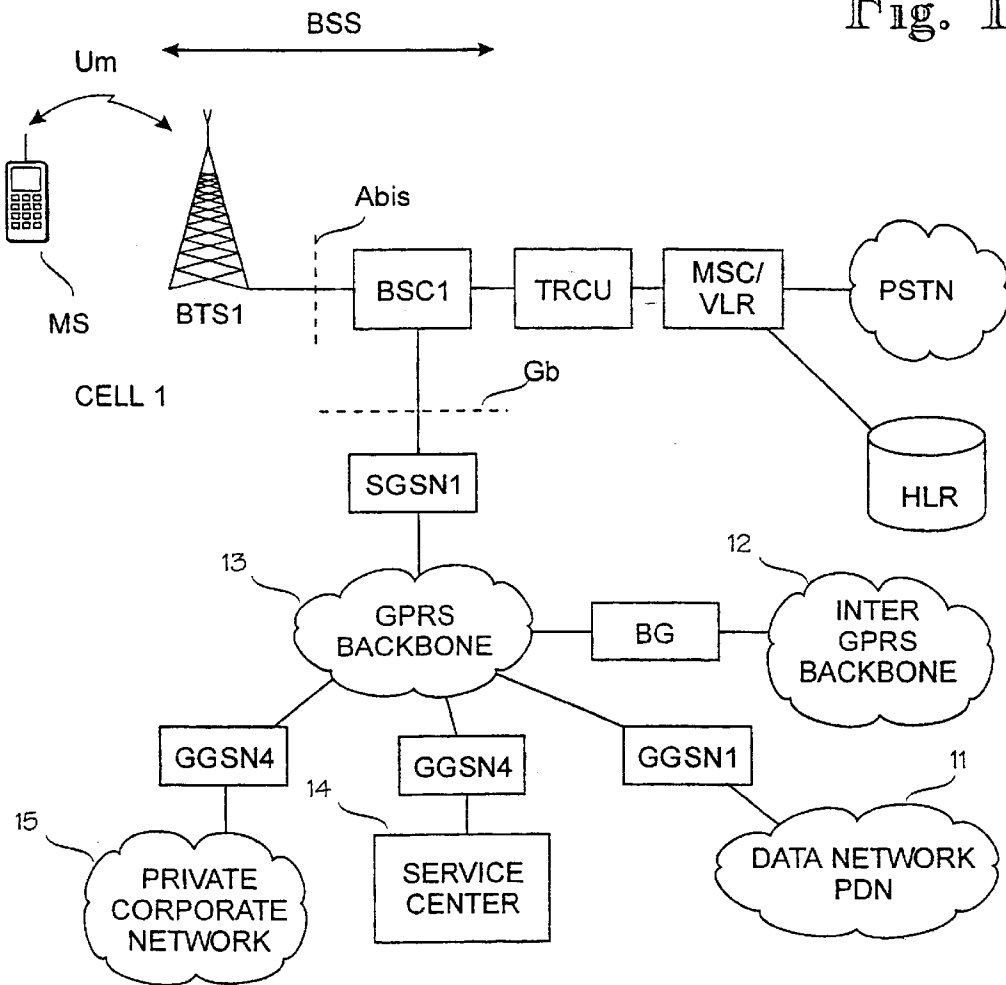 BSS
Fig. 1
Um
Abis
BSC1
TRCU
MSC/
VLR
PSTN
BTS1
MS
CELL 1
Gb
SGSN1
HLR
13
GPRS
BACKBONE
BG
12
INTER
GPRS
BACKBONE
GGSN4
GGSN4
GGSN1
11
15
PRIVATE
CORPORATE
NETWORK
14
SERVICE
CENTER
DATA NETWORK
PDN